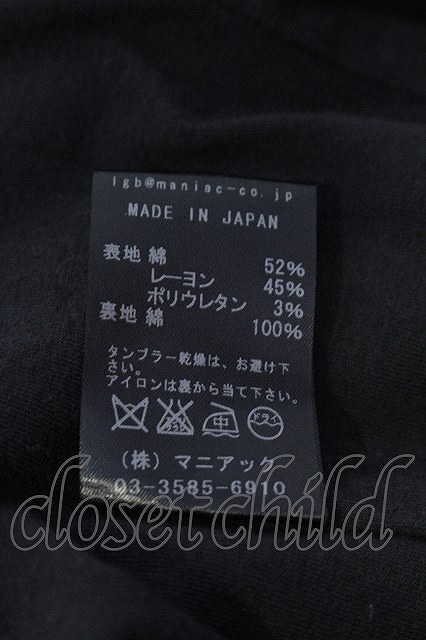 lgb@maniac-co.jp
MADE IN JAPAN
表地 綿 52%
レーヨン 45%
ポリウレタン 3%
裏地 綿 100%
タンブラー乾燥は、お避け下
さい。
アイロンは裏から当て下さい。
中 ドライ
(株) マニアック
03-3585-6910
closet child